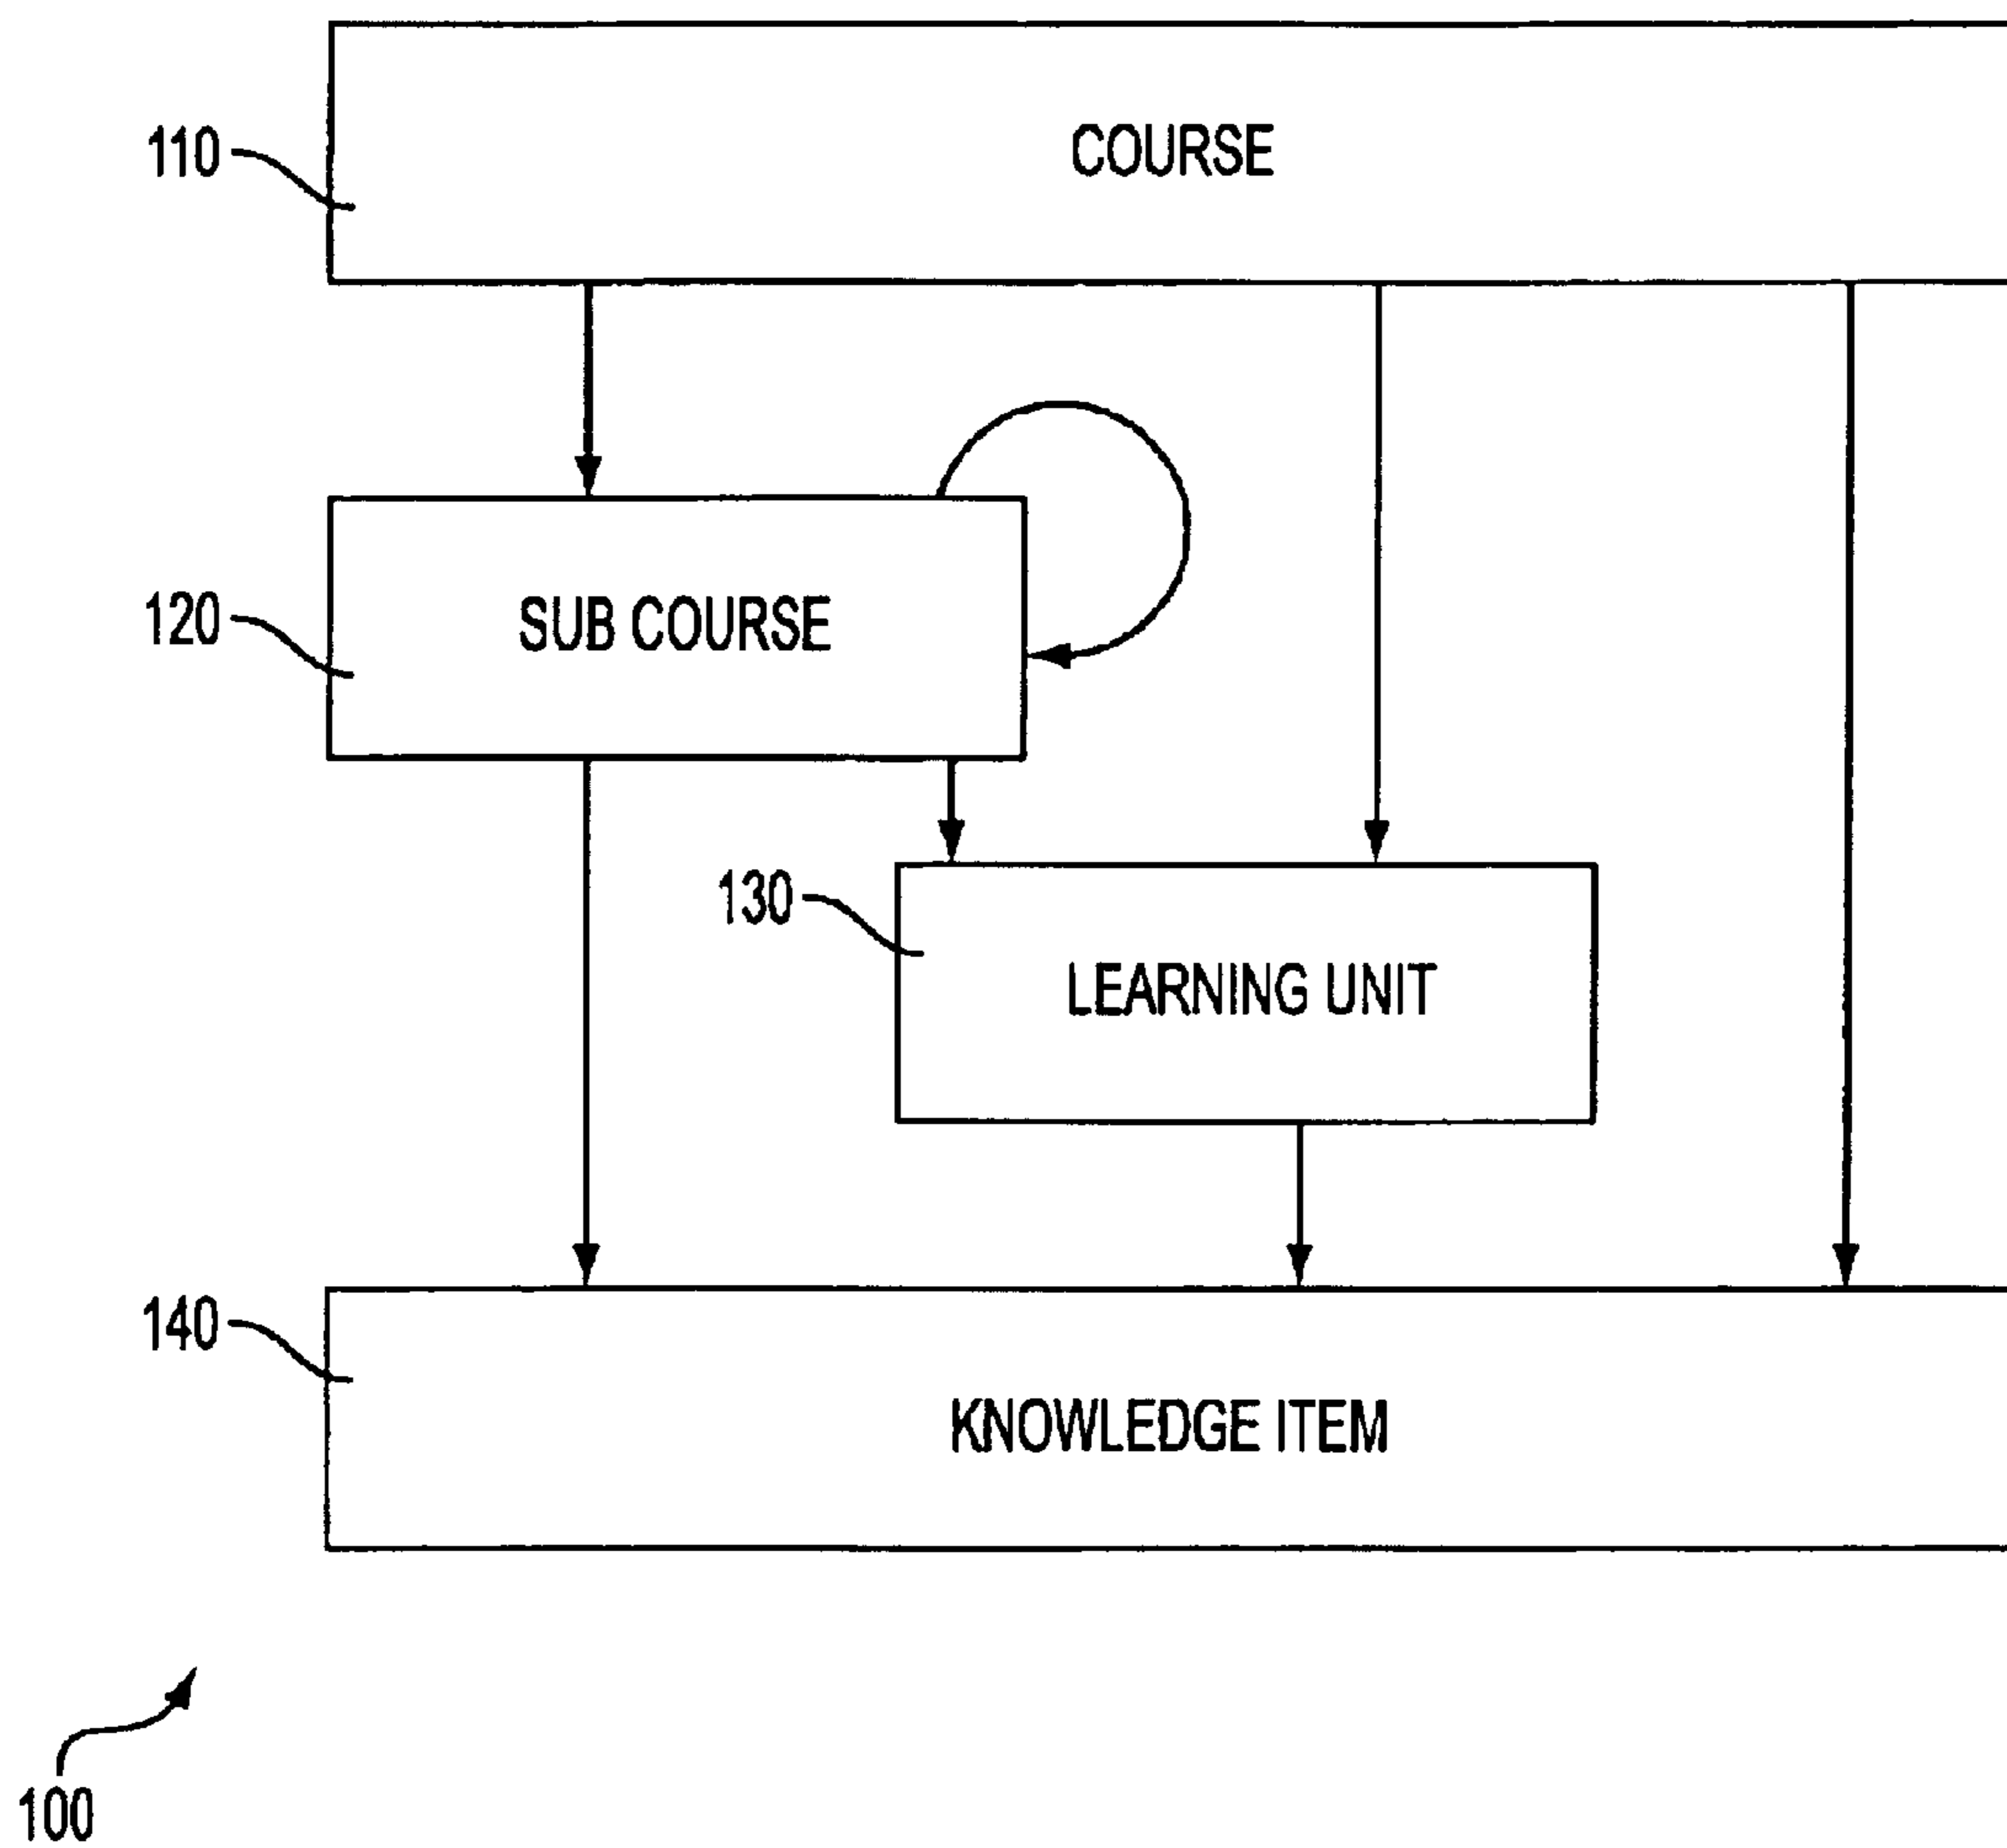 COURSE
110
SUB COURSE
120
130
LEARNING UNIT
140
KNOWLEDGE ITEM
100